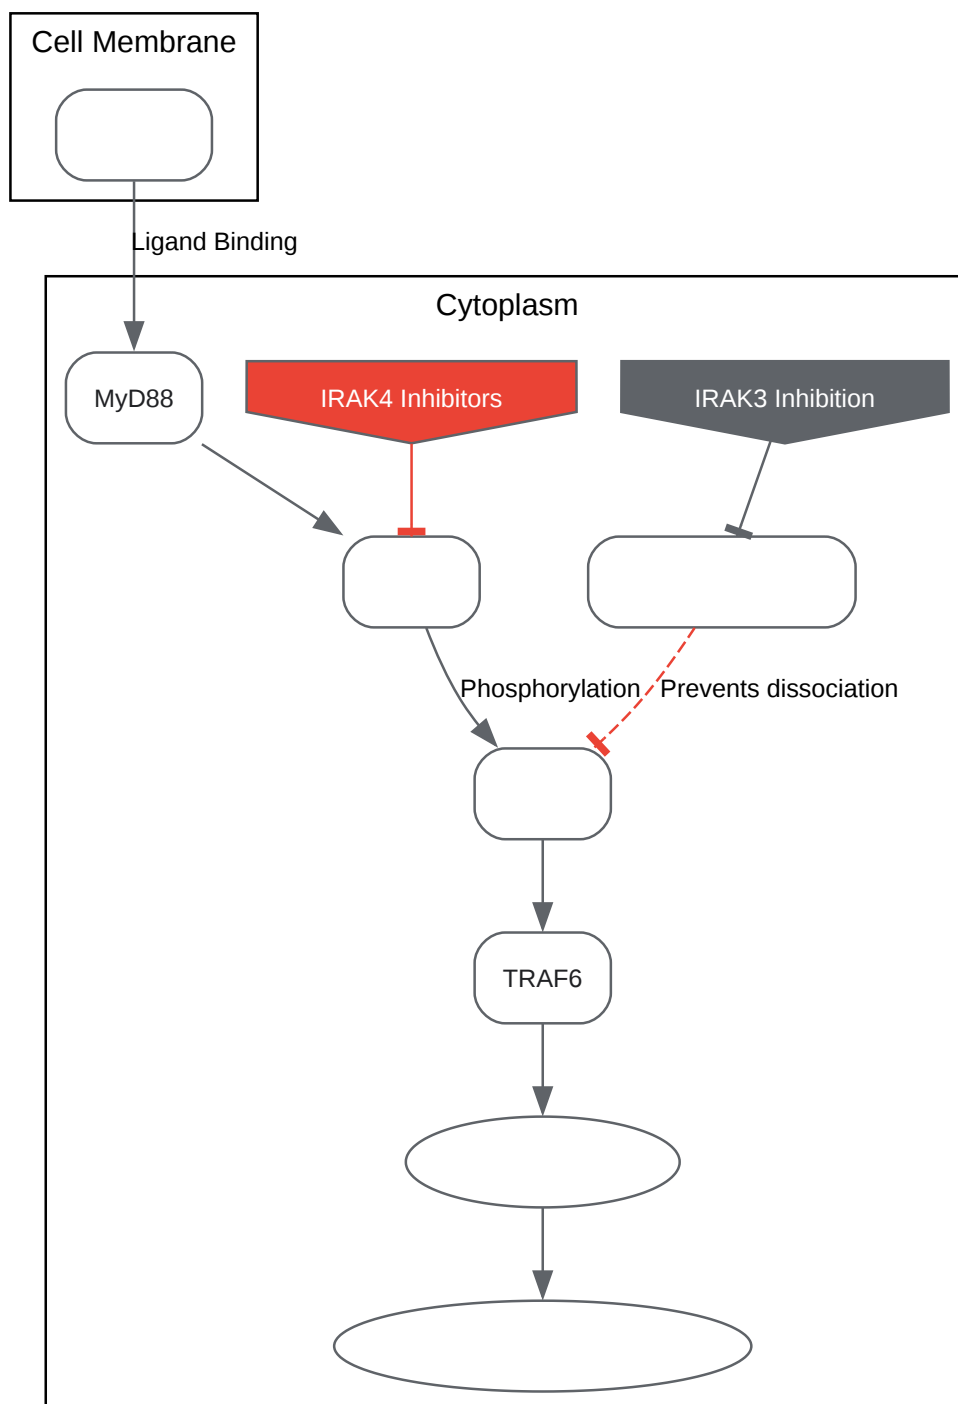 Cell Membrane
Ligand Binding
Cytoplasm
MyD88
IRAK4 Inhibitors
IRAK3 Inhibition
Phosphorylation
Prevents dissociation
TRAF6